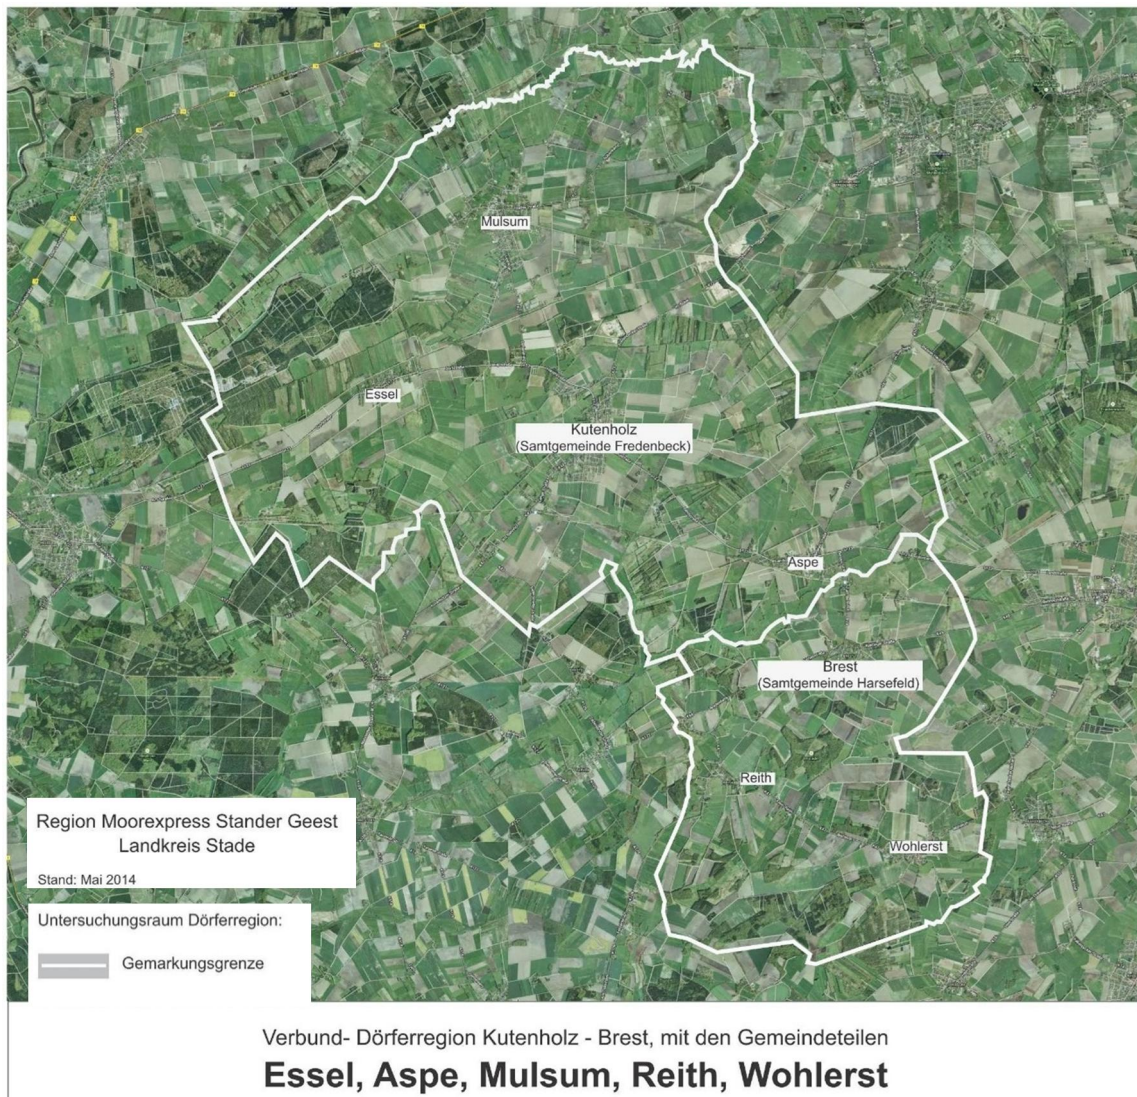 Mulsum
Essel
Kutenholz
(Samtgemeinde Fredenbeck)
Aspe
Brest
(Samtgemeinde Harsefeld)
Reith
Wohlerst
Region Moorexpress Stander Geest
Landkreis Stade
Stand: Mai 2014
Untersuchungsraum Dörferregion:
Gemarkungsgrenze
Verbund- Dörferregion Kutenholz - Brest, mit den Gemeindeteilen
Essel, Aspe, Mulsum, Reith, Wohlerst